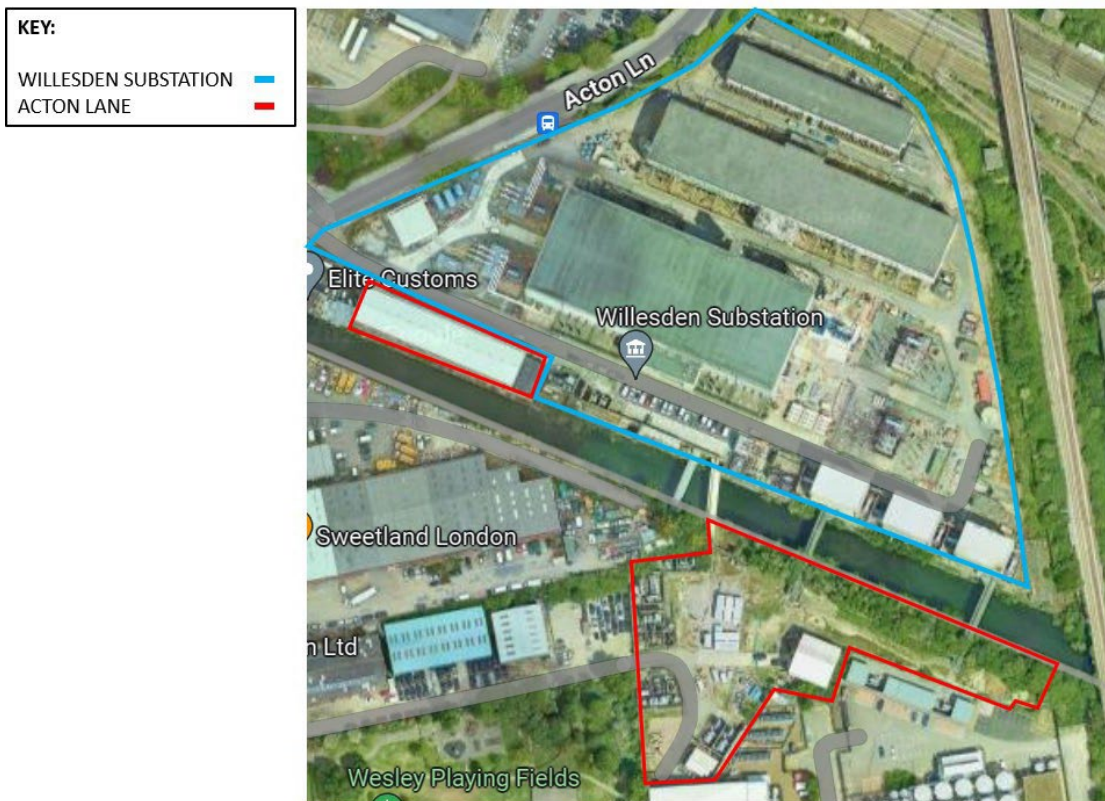 KEY:
WILLESDEN SUBSTATION
ACTON LANE
Acton Ln
Elite Customs
Willesden Substation
Sweetland London
n Ltd
Wesley Playing Fields